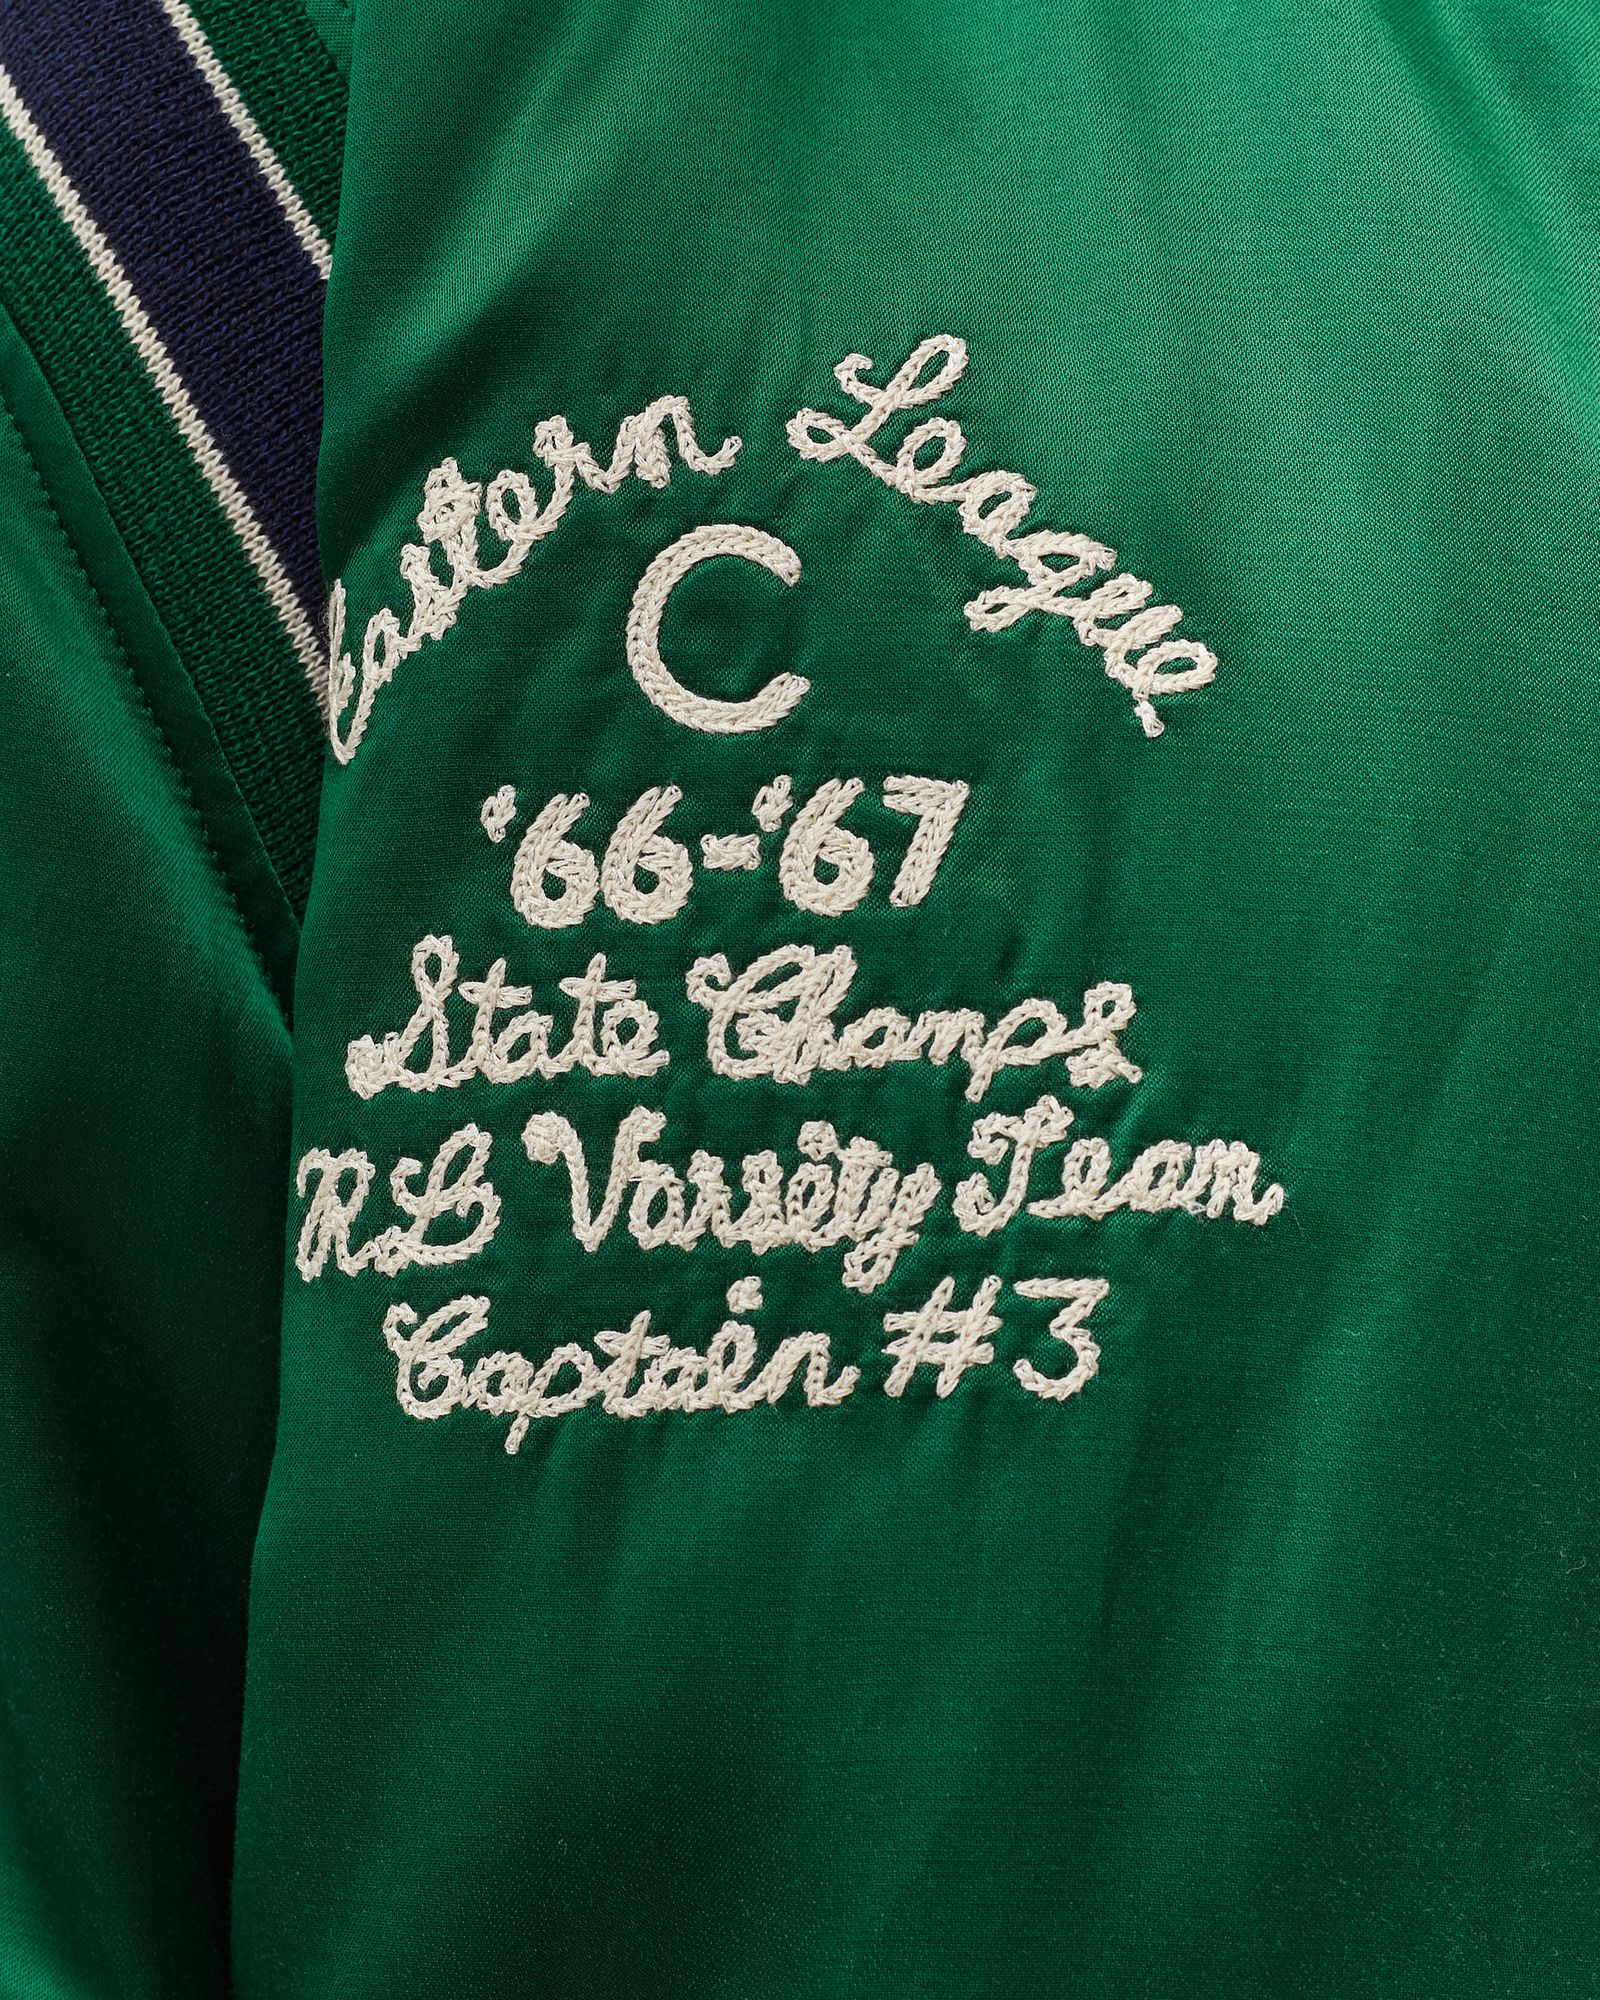 Eastern League
C
'66-'67
State Champs
RL Varsity Team
Captain #3